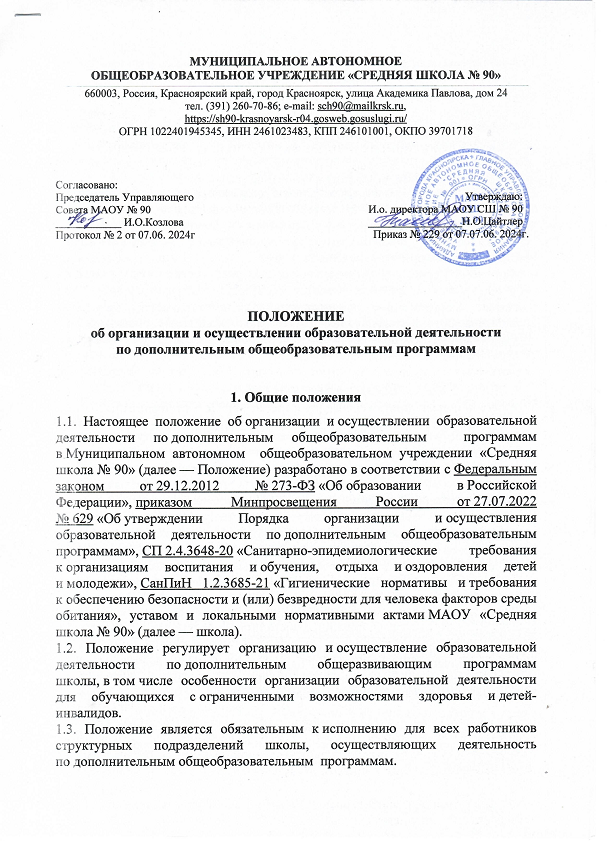 МУНИЦИПАЛЬНОЕ АВТОНОМНОЕ
ОБЩЕОБРАЗОВАТЕЛЬНОЕ УЧРЕЖДЕНИЕ «СРЕДНЯЯ ШКОЛА № 90»
660003, Россия, Красноярский край, город Красноярск, улица Академика Павлова, дом 24
тел. (391) 260-70-86; e-mail: sch90@mailkrsk.ru,
https://sh90-krasnoyarsk-r04.gosweb.gosuslugi.ru/
ОГРН 1022401945345, ИНН 2461023483, КПП 246101001, ОКПО 39701718
Согласовано:
Председатель Управляющего
Совета МАОУ № 90
И.О.Козлова
Протокол № 2 от 07.06. 2024г
Утверждаю:
И.о. директора МАОУ СШ № 90
Н.О.Цайтлер
Приказ № 229 от 07.07.06. 2024г.
ПОЛОЖЕНИЕ
об организации и осуществлении образовательной деятельности
по дополнительным общеобразовательным программам
1. Общие положения
1.1. Настоящее положение об организации и осуществлении образовательной
деятельности по дополнительным общеобразовательным программам
в Муниципальном автономном общеобразовательном учреждении «Средняя
школа № 90» (далее — Положение) разработано в соответствии с Федеральным
законом от 29.12.2012 № 273-ФЗ «Об образовании в Российской
Федерации», приказом Минпросвещения России от 27.07.2022
№ 629 «Об утверждении Порядка организации и осуществления
образовательной деятельности по дополнительным общеобразовательным
программам», СП 2.4.3648-20 «Санитарно-эпидемиологические требования
к организациям воспитания и обучения, отдыха и оздоровления детей
и молодежи», СанПиН 1.2.3685-21 «Гигиенические нормативы и требования
к обеспечению безопасности и (или) безвредности для человека факторов среды
обитания», уставом и локальными нормативными актами МАОУ «Средняя
школа № 90» (далее — школа).
1.2. Положение регулирует организацию и осуществление образовательной
деятельности по дополнительным общеразвивающим программам
школы, в том числе особенности организации образовательной деятельности
для обучающихся с ограниченными возможностями здоровья и детей-
инвалидов.
1.3. Положение является обязательным к исполнению для всех работников
структурных подразделений школы, осуществляющих деятельность
по дополнительным общеобразовательным программам.